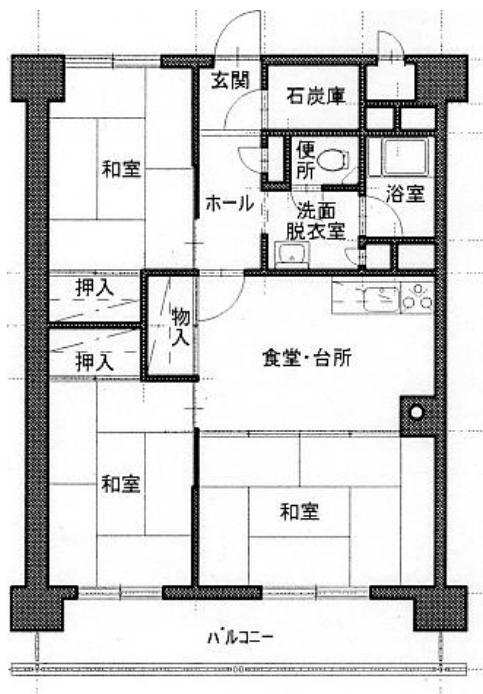 玄関
石炭庫
和室
便所
ホール
洗面
脱衣室
浴室
押入
物入
押入
食堂・台所
和室
和室
バルコニー